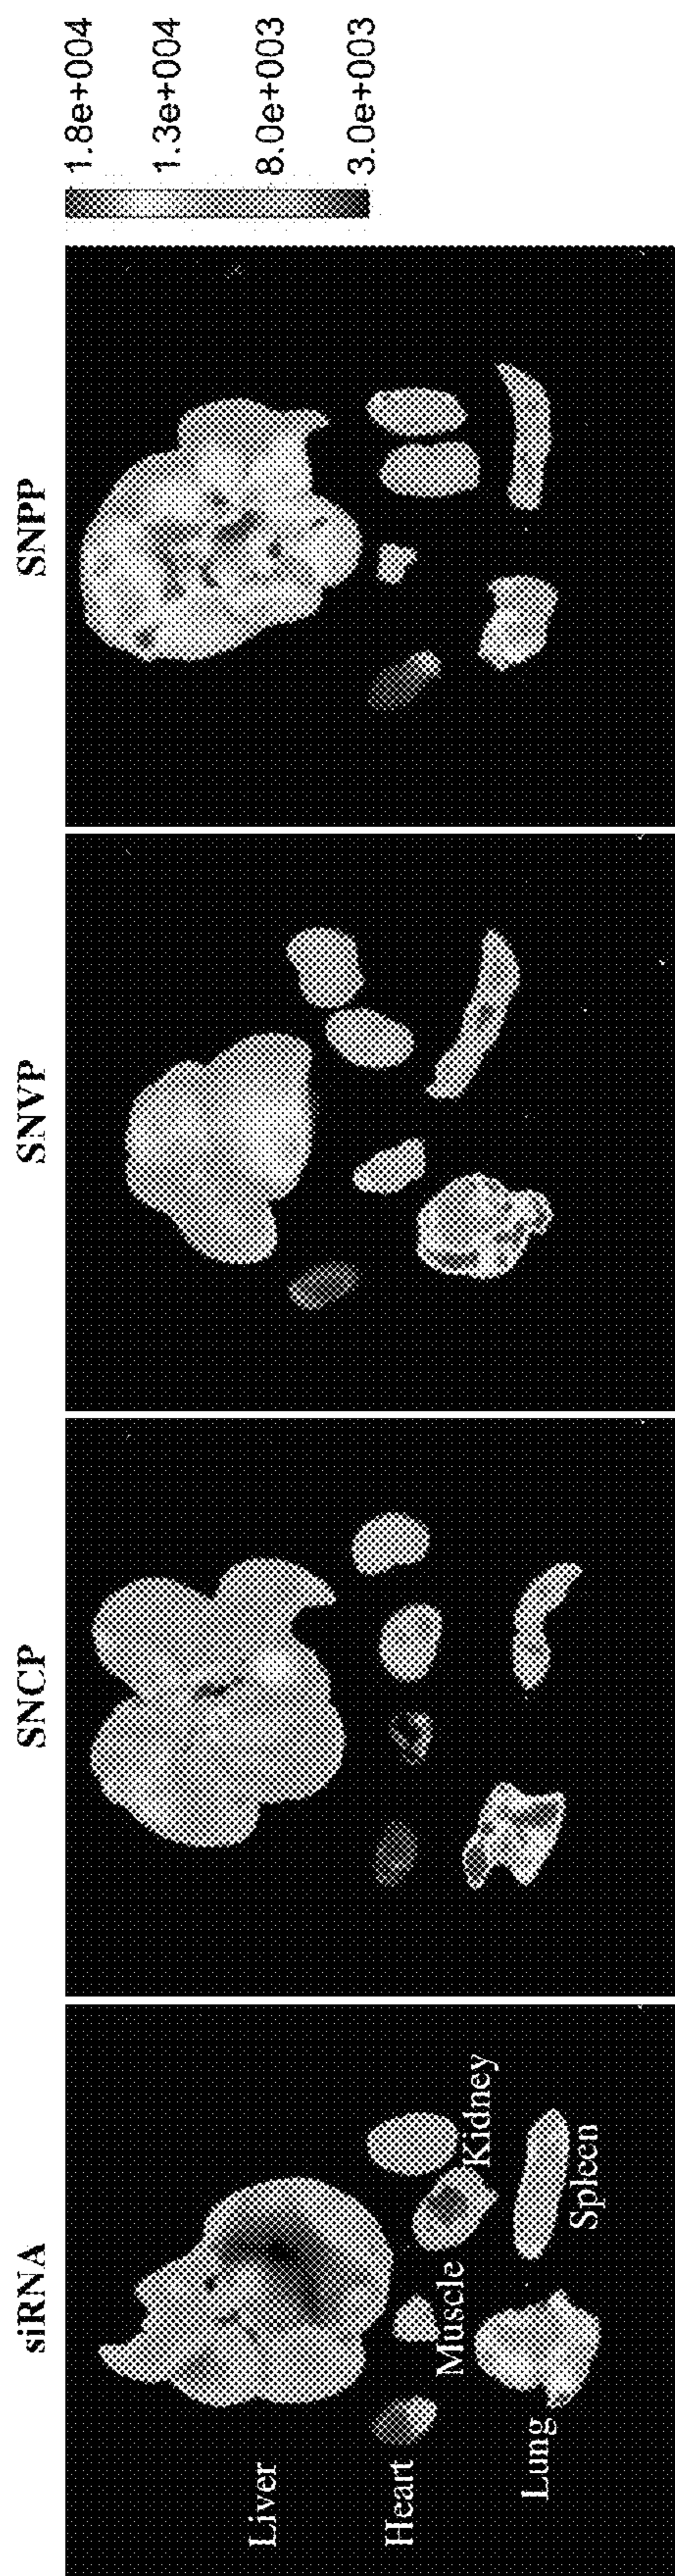 siRNA
SNCP
SNVP
SNPP
Liver
Heart
Muscle
Kidney
Lung
Spleen
1.8e+004
1.3e+004
8.0e+003
3.0e+003